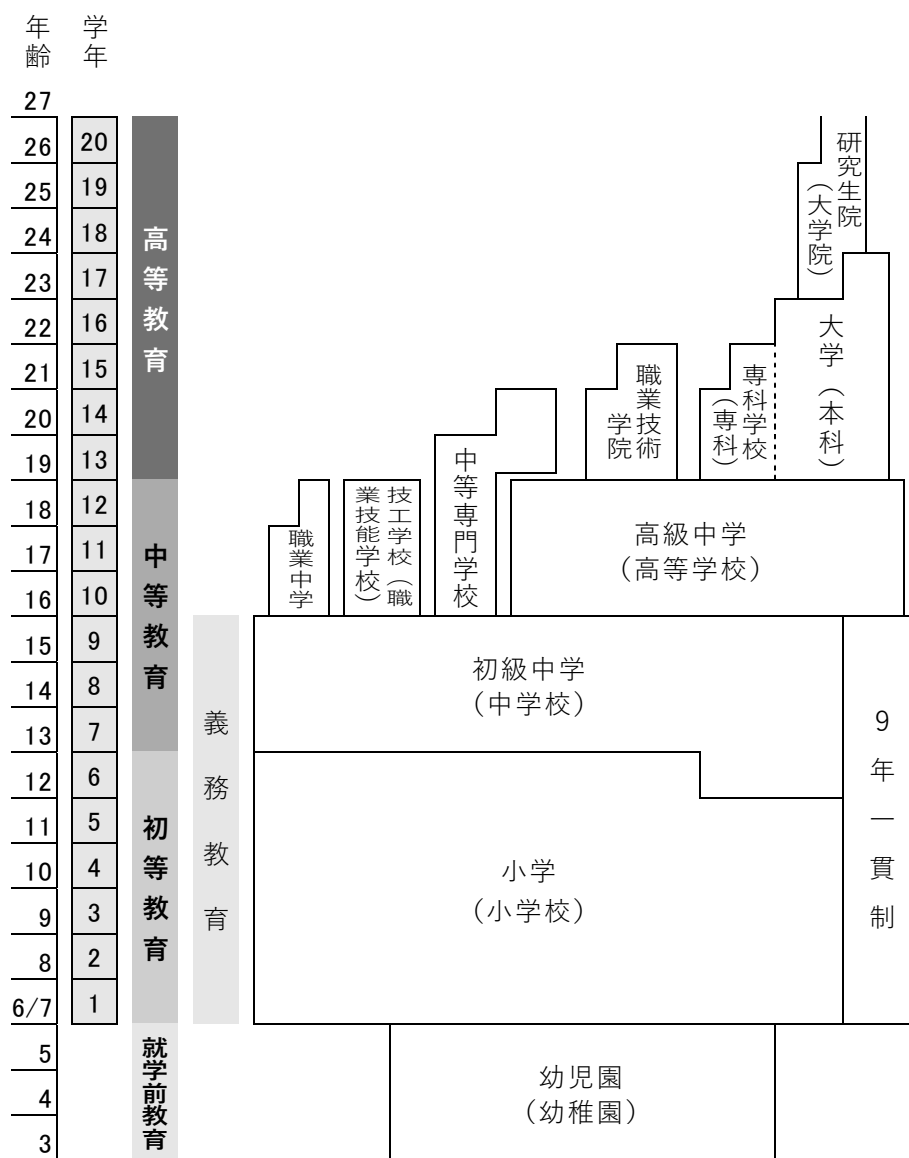 年齢
学年
27
26
25
24
23
22
21
20
19
18
17
16
15
14
13
12
11
10
9
8
6/7
5
4
3
20
19
18
17
16
15
14
13
12
11
10
9
8
7
6
5
4
3
2
1
高等教育
中等教育
初等教育
就学前教育
義務教育
研究生院
(大学院)
大学(本科)
専科学校
(専科)
職業技術
学院
中等専門学校
技工学校(職
業技能学校)
職業中学
高級中学
(高等学校)
初級中学
(中学校)
9年一貫制
小学
(小学校)
幼児園
(幼稚園)